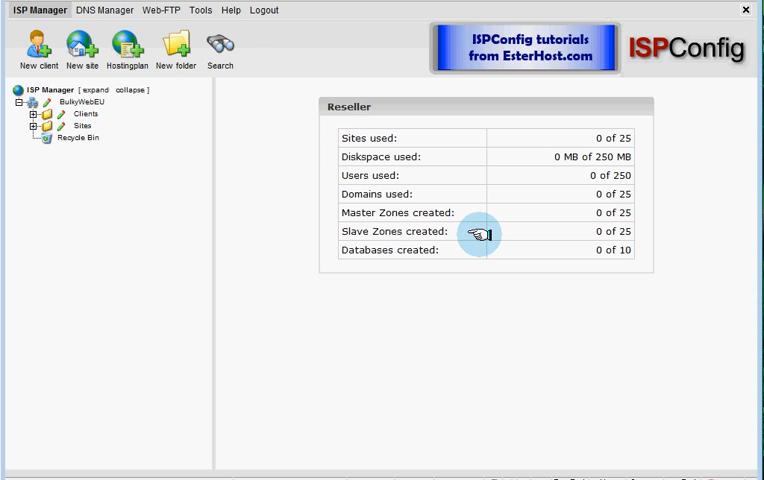 ISP Manager DNS Manager Web-FTP Tools Help Logout
New client New site Hostingplan New folder Search
ISPConfig tutorials
from EsterHost.com
ISPConfig
ISP Manager [ expand collapse ]
BulkyWebEU
Clients
Sites
Recycle Bin
Reseller
Sites used: 0 of 25
Diskspace used: 0 MB of 250 MB
Users used: 0 of 250
Domains used: 0 of 25
Master Zones created: 0 of 25
Slave Zones created: 0 of 25
Databases created: 0 of 10